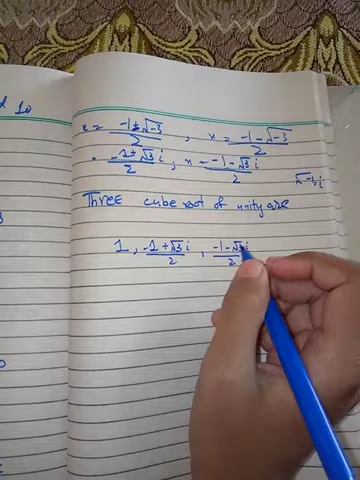 d 10
x = -1±√-3 / 2 , x = -1-√-3 / 2
-1+√3 i / 2 ; x = -1-√3 i / 2
√-1=i
Three cube root of unity are
1 , -1+√3 i / 2 , -1-√3 i / 2